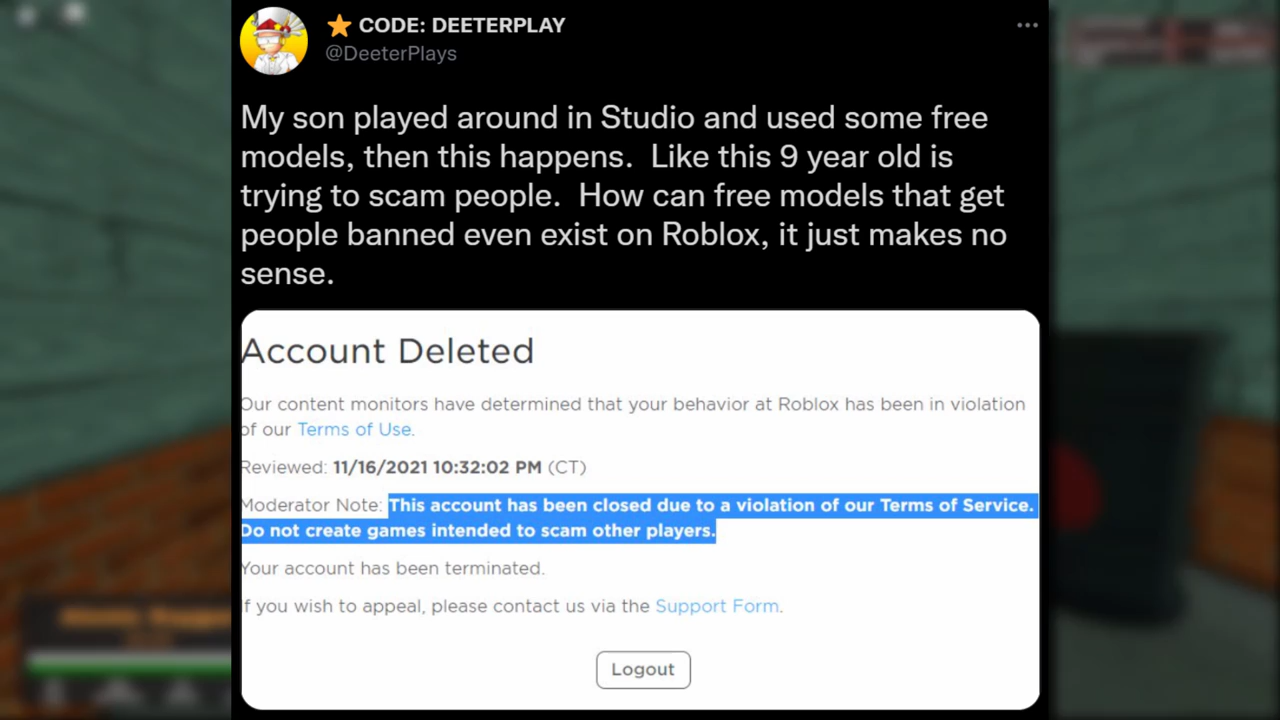 ⭐ CODE: DEETERPLAY
@DeeterPlays
My son played around in Studio and used some free
models, then this happens.  Like this 9 year old is
trying to scam people.  How can free models that get
people banned even exist on Roblox, it just makes no
sense.
Account Deleted
Our content monitors have determined that your behavior at Roblox has been in violation
of our Terms of Use.
Reviewed: 11/16/2021 10:32:02 PM (CT)
Moderator Note: This account has been closed due to a violation of our Terms of Service.
Do not create games intended to scam other players.
Your account has been terminated.
If you wish to appeal, please contact us via the Support Form.
Logout